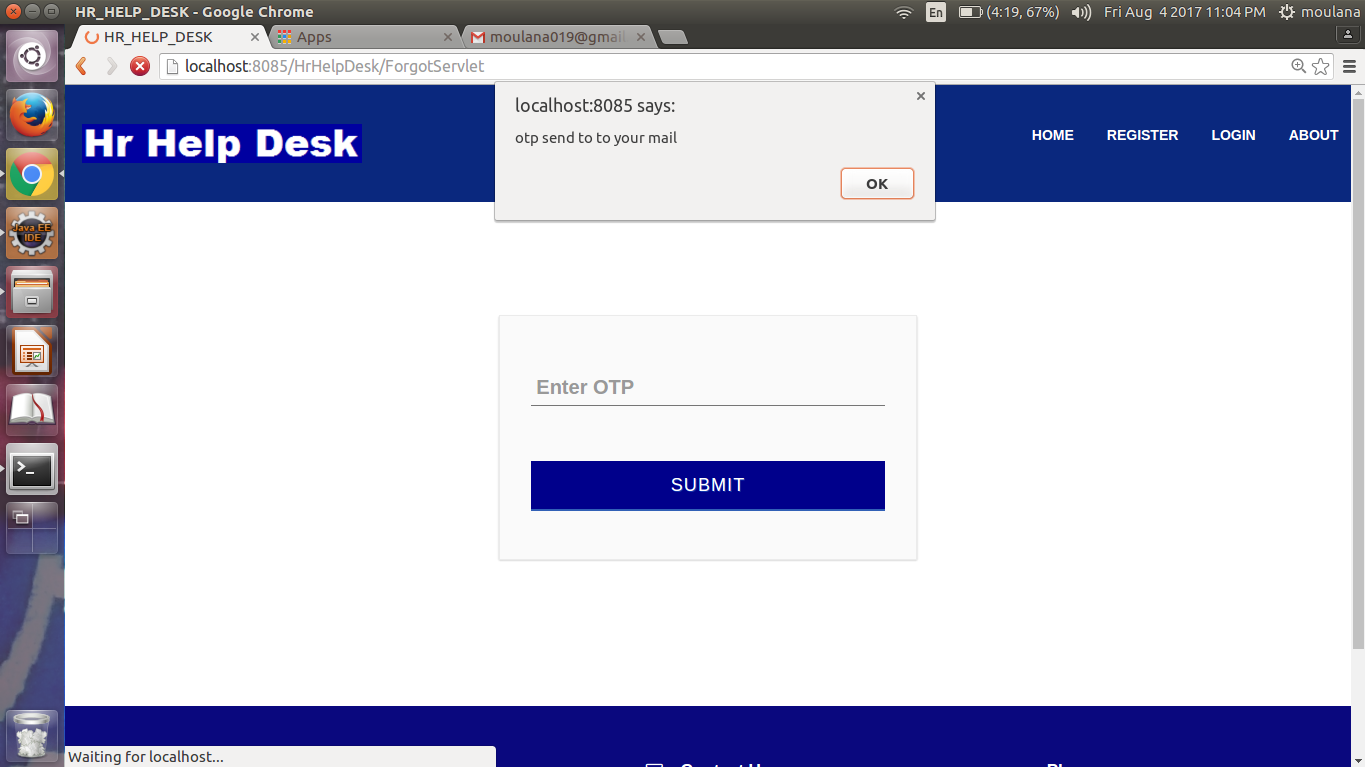 HR_HELP_DESK - Google Chrome
En
(4:19, 67%)
Fri Aug 4 2017 11:04 PM
moulana
HR_HELP_DESK
Apps
moulana019@gmail
localhost:8085/HrHelpDesk/ForgotServlet
localhost:8085 says:
otp send to to your mail
OK
Hr Help Desk
HOME
REGISTER
LOGIN
ABOUT
Java EE
IDE
Enter OTP
SUBMIT
Waiting for localhost...